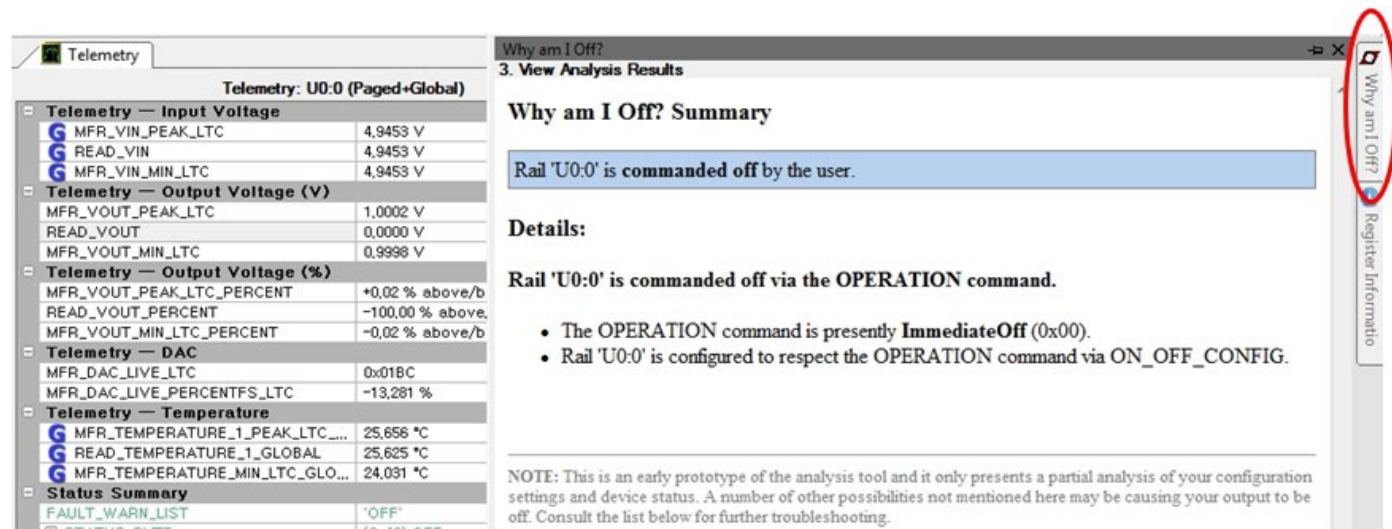 Telemetry
Telemetry: U0:0 (Paged+Global)
Telemetry — Input Voltage
G MFR_VIN_PEAK_LTC 4,9453 V
G READ_VIN 4,9453 V
G MFR_VIN_MIN_LTC 4,9453 V
Telemetry — Output Voltage (V)
MFR_VOUT_PEAK_LTC 1,0002 V
READ_VOUT 0,0000 V
MFR_VOUT_MIN_LTC 0,9998 V
Telemetry — Output Voltage (%)
MFR_VOUT_PEAK_LTC_PERCENT +0,02 % above/b
READ_VOUT_PERCENT -100,00 % above,
MFR_VOUT_MIN_LTC_PERCENT -0,02 % above/b
Telemetry — DAC
MFR_DAC_LIVE_LTC 0x01BC
MFR_DAC_LIVE_PERCENTFS_LTC -13,281 %
Telemetry — Temperature
G MFR_TEMPERATURE_1_PEAK_LTC_... 25,656 °C
G READ_TEMPERATURE_1_GLOBAL 25,625 °C
G MFR_TEMPERATURE_MIN_LTC_GLO... 24,031 °C
Status Summary
FAULT_WARN_LIST 'OFF'
Why am I Off?
3. View Analysis Results
Why am I Off? Summary
Rail 'U0:0' is commanded off by the user.
Details:
Rail 'U0:0' is commanded off via the OPERATION command.
• The OPERATION command is presently ImmediateOff (0x00).
• Rail 'U0:0' is configured to respect the OPERATION command via ON_OFF_CONFIG.
NOTE: This is an early prototype of the analysis tool and it only presents a partial analysis of your configuration
settings and device status. A number of other possibilities not mentioned here may be causing your output to be
off. Consult the list below for further troubleshooting.
Why am I Off?
Register Informatio